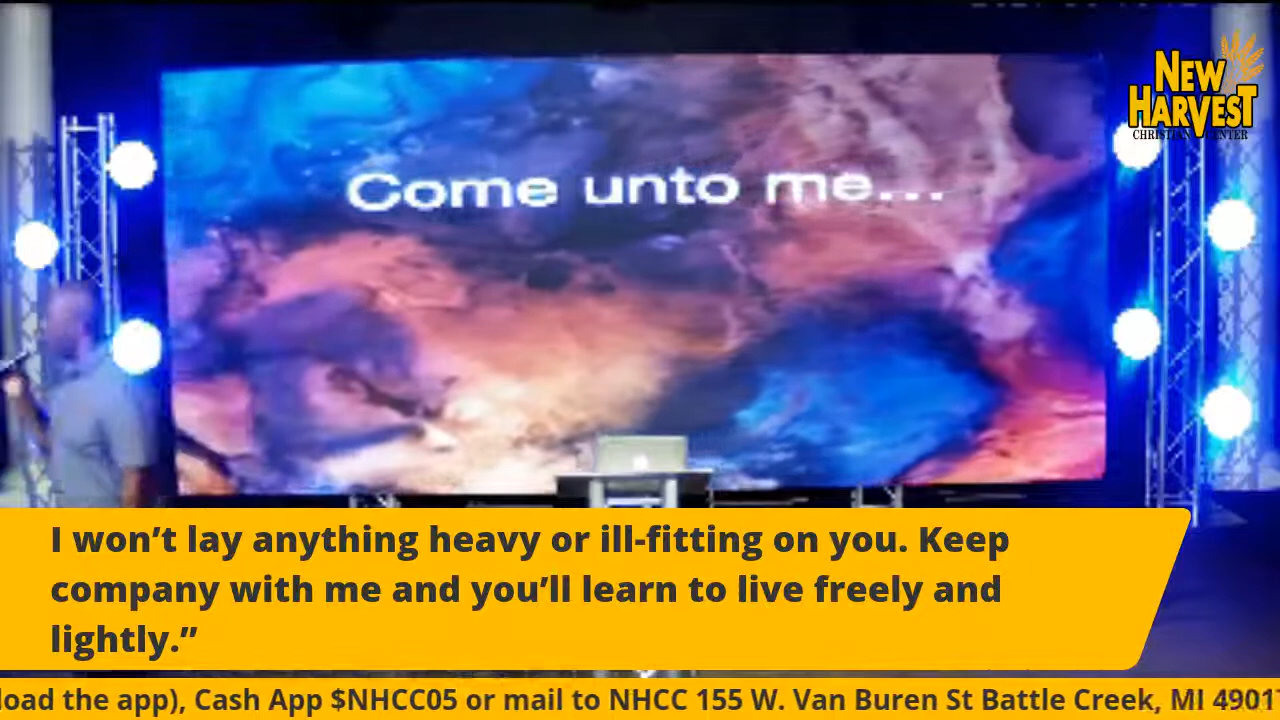 NEW
HARVEST
CHRISTIAN CENTER
Come unto me...
I won’t lay anything heavy or ill-fitting on you. Keep
company with me and you’ll learn to live freely and
lightly.”
load the app), Cash App $NHCC05 or mail to NHCC 155 W. Van Buren St Battle Creek, MI 49017